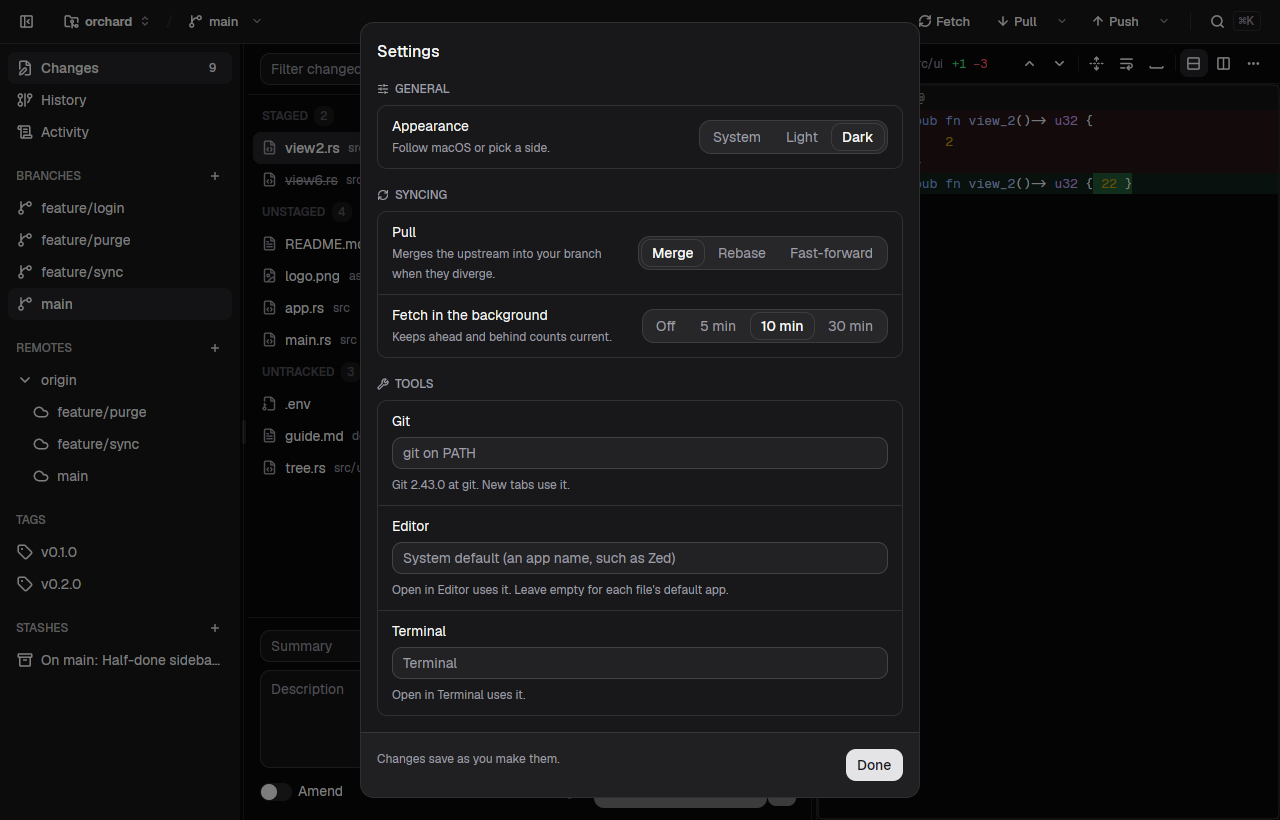 orchard / main
Fetch Pull Push ⌘K
Changes 9
History
Activity
BRANCHES
feature/login
feature/purge
feature/sync
main
REMOTES
origin
feature/purge
feature/sync
main
TAGS
v0.1.0
v0.2.0
STASHES
On main: Half-done sideba...
Filter changed
STAGED 2
view2.rs
view6.rs
UNSTAGED 4
README.md
logo.png
app.rs src
main.rs src
UNTRACKED 3
.env
guide.md
tree.rs
Summary
Description
Amend
Settings
GENERAL
Appearance
Follow macOS or pick a side.
System Light Dark
SYNCING
Pull
Merges the upstream into your branch
when they diverge.
Merge Rebase Fast-forward
Fetch in the background
Keeps ahead and behind counts current.
Off 5 min 10 min 30 min
TOOLS
Git
git on PATH
Git 2.43.0 at git. New tabs use it.
Editor
System default (an app name, such as Zed)
Open in Editor uses it. Leave empty for each file's default app.
Terminal
Terminal
Open in Terminal uses it.
Changes save as you make them.
Done
+1 −3
fn view_2()-> u32 {
2
fn view_2()-> u32 { 22 }